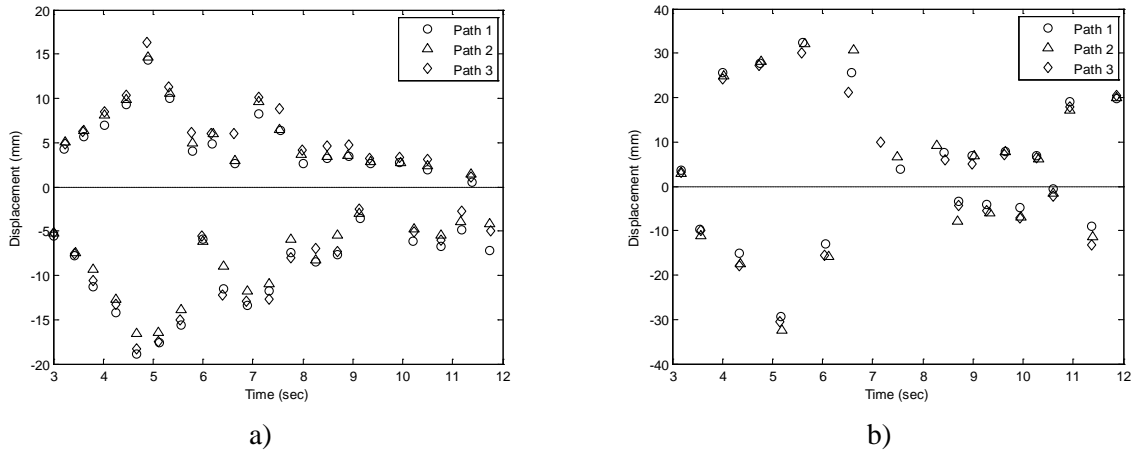 20
15
10
5
0
-5
-10
-15
-20
3 4 5 6 7 8 9 10 11 12
Displacement (mm)
Time (sec)
Path 1
Path 2
Path 3
a)
40
30
20
10
0
-10
-20
-30
-40
3 4 5 6 7 8 9 10 11 12
Displacement (mm)
Time (sec)
Path 1
Path 2
Path 3
b)